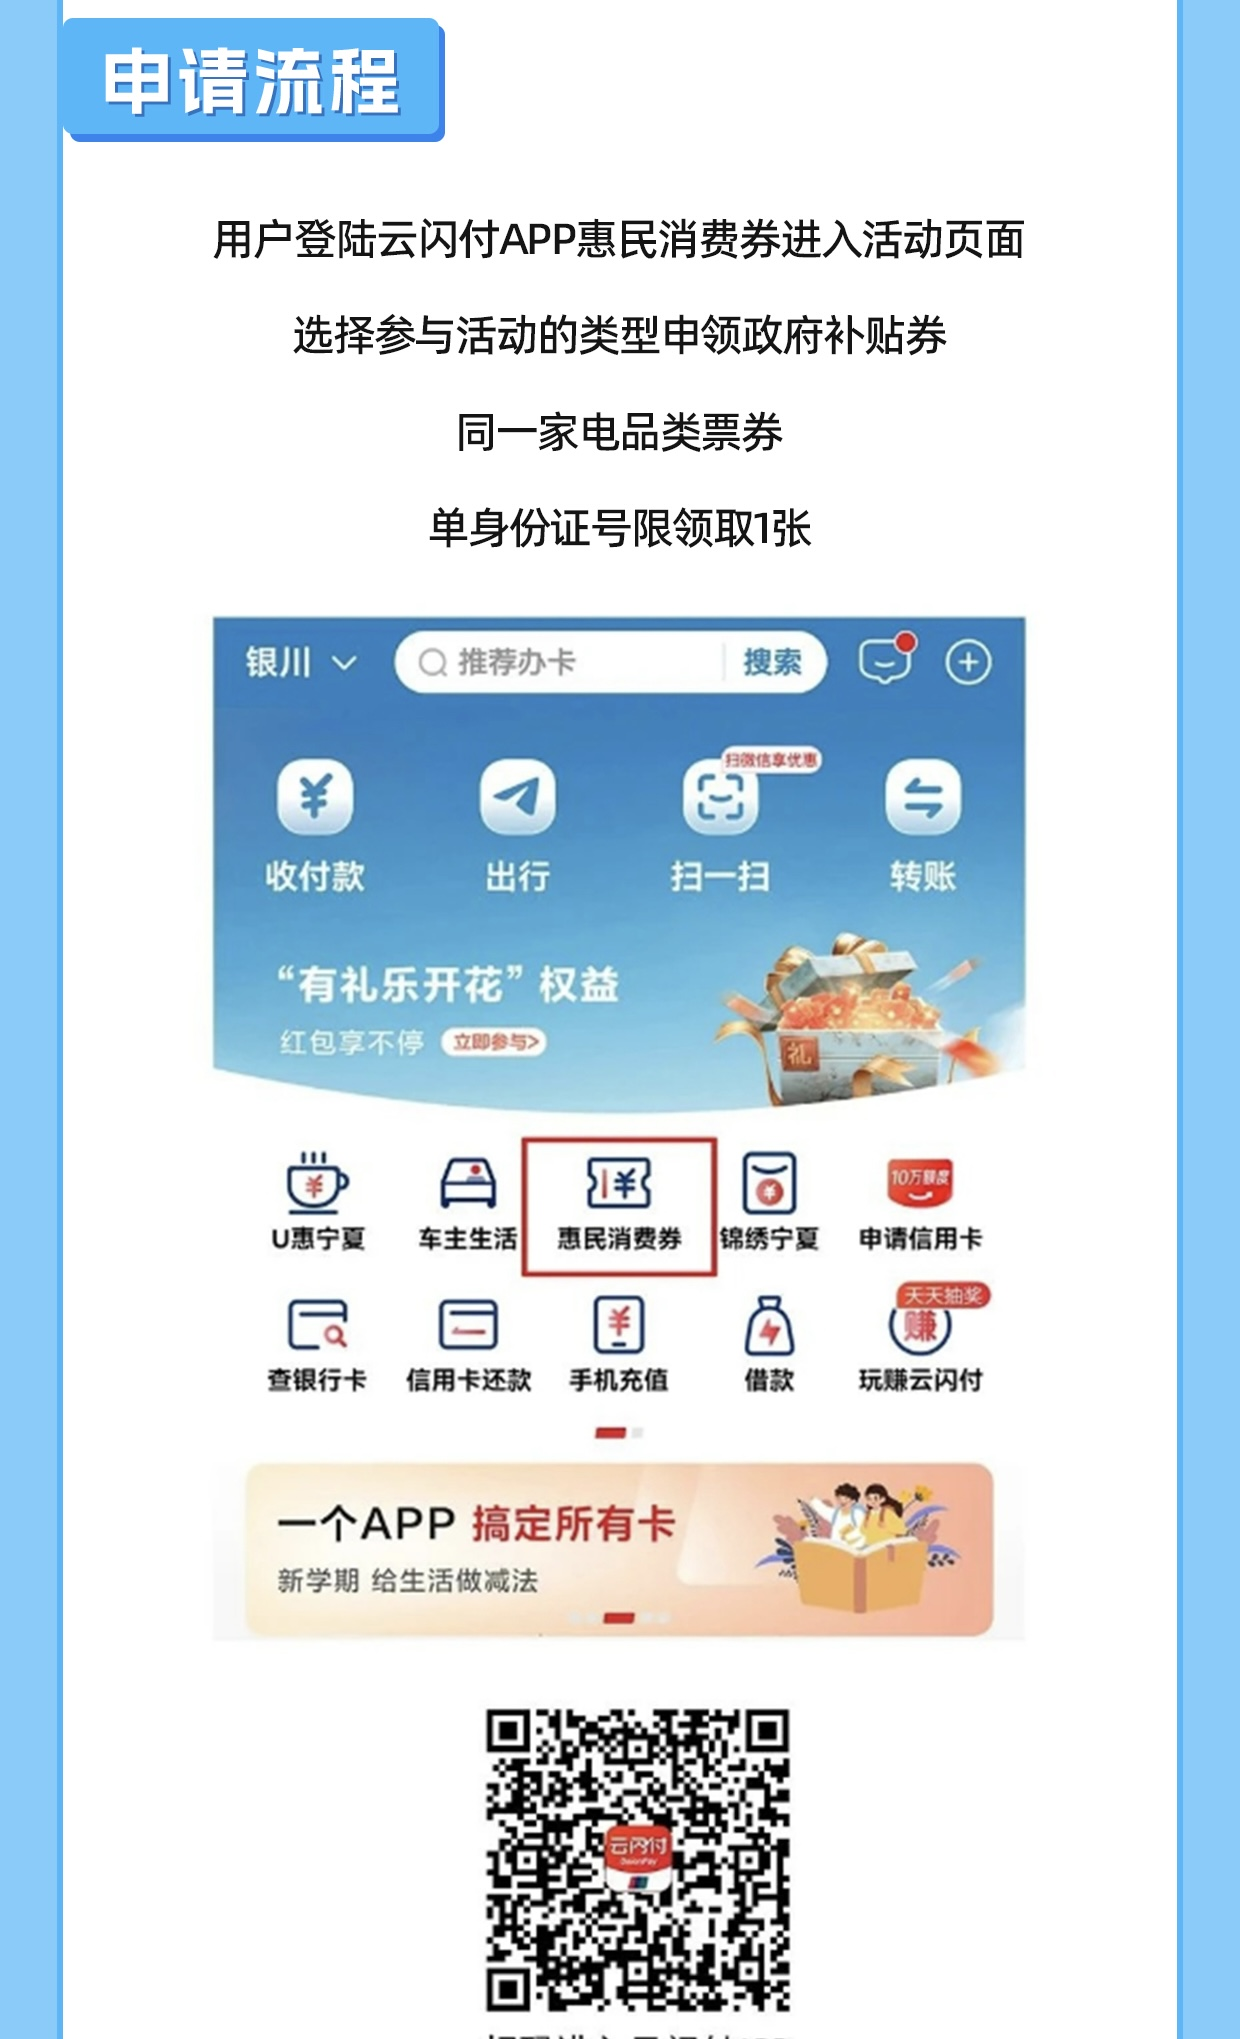 申请流程
用户登陆云闪付APP惠民消费券进入活动页面
选择参与活动的类型申领政府补贴券
同一家电品类票券
单身份证号限领取1张
银川 推荐办卡 搜索
扫微信享优惠
收付款 出行 扫一扫 转账
“有礼乐开花”权益
红包享不停 立即参与>
礼
10万额度
U惠宁夏 车主生活 惠民消费券 锦绣宁夏 申请信用卡
天天抽奖
赚
查银行卡 信用卡还款 手机充值 借款 玩赚云闪付
一个APP 搞定所有卡
新学期 给生活做减法
云闪付